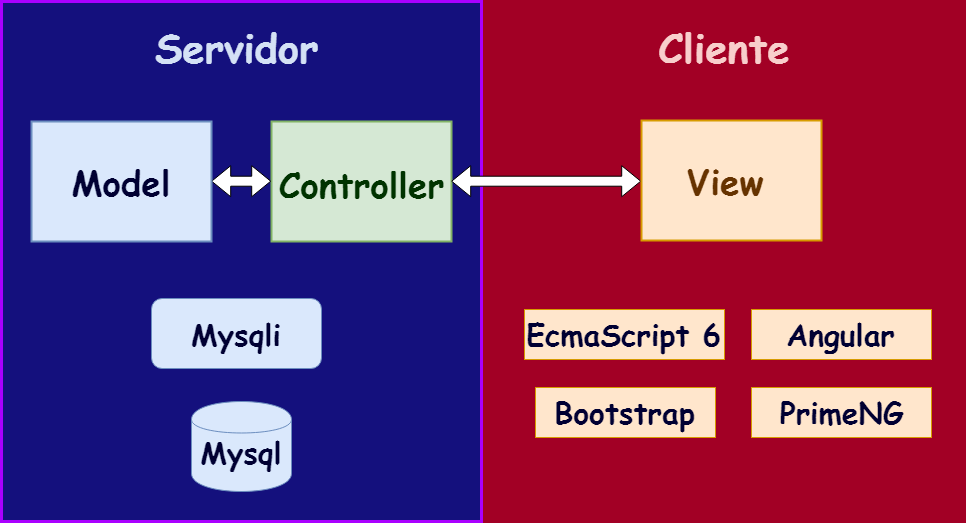 Servidor
Cliente
Model
Controller
View
Mysqli
EcmaScript 6
Angular
Bootstrap
PrimeNG
Mysql